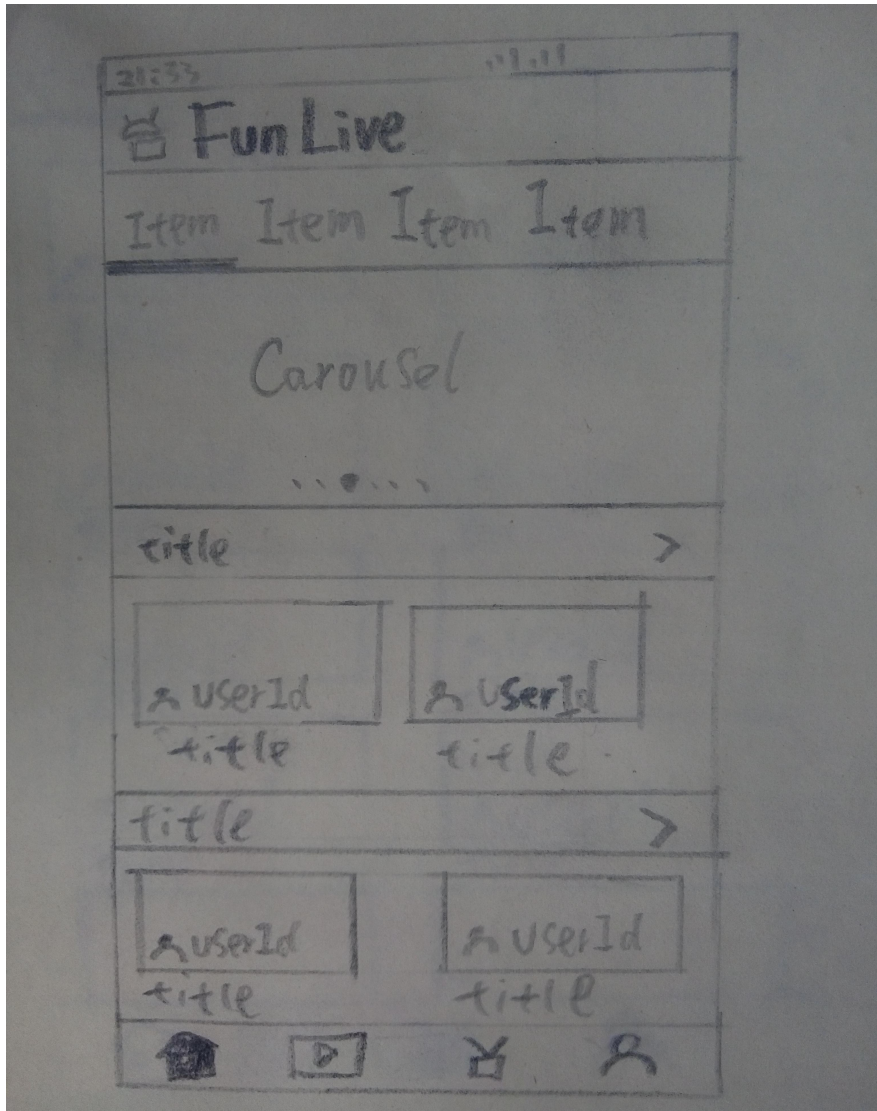 21:33
Fun Live
Item Item Item Item
Carousel
title
userId userId
title title
title
userId userId
title title